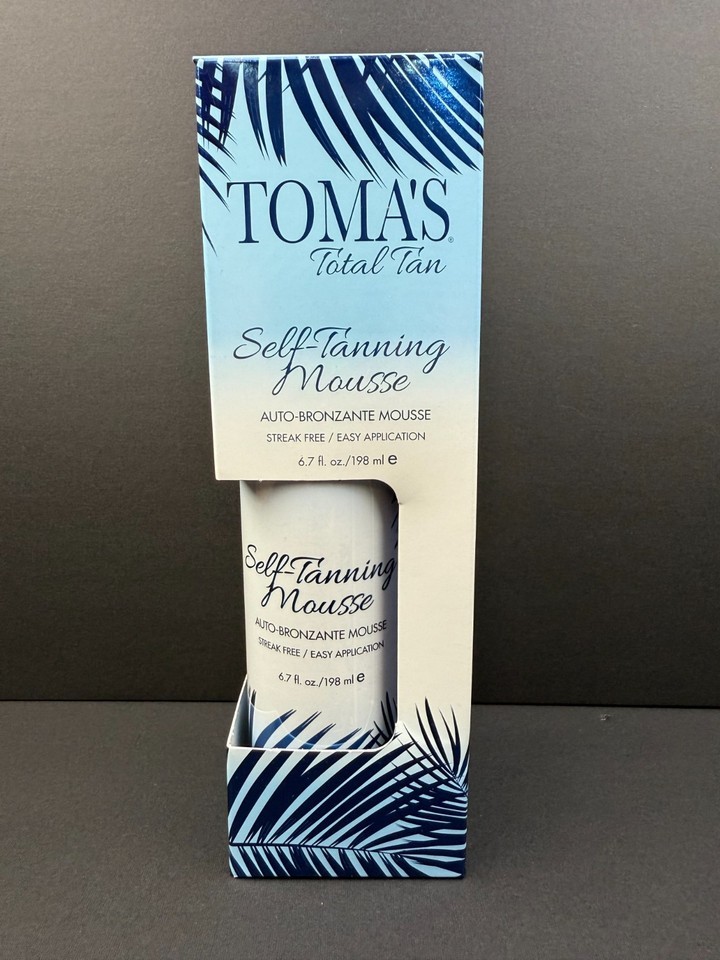 TOMA'S®
Total Tan
Self-Tanning
Mousse
AUTO-BRONZANTE MOUSSE
STREAK FREE / EASY APPLICATION
6.7 fl. oz./198 ml e
Self-Tanning
Mousse
AUTO-BRONZANTE MOUSSE
STREAK FREE / EASY APPLICATION
6.7 fl. oz./198 ml e